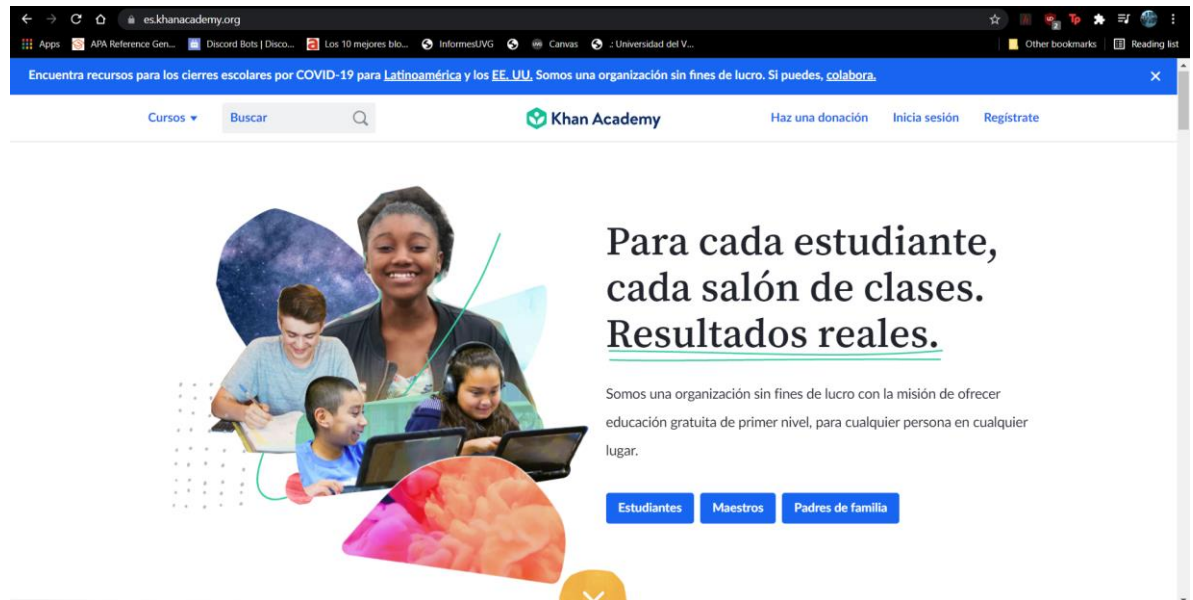 es.khanacademy.org
Apps APA Reference Gen... Discord Bots | Disco... Los 10 mejores blo... InformesUVG Canvas .: Universidad del V... Other bookmarks Reading list
Encuentra recursos para los cierres escolares por COVID-19 para Latinoamérica y los EE. UU. Somos una organización sin fines de lucro. Si puedes, colabora.
Cursos Buscar Khan Academy Haz una donación Inicia sesión Regístrate
Para cada estudiante,
cada salón de clases.
Resultados reales.
Somos una organización sin fines de lucro con la misión de ofrecer
educación gratuita de primer nivel, para cualquier persona en cualquier
lugar.
Estudiantes Maestros Padres de familia